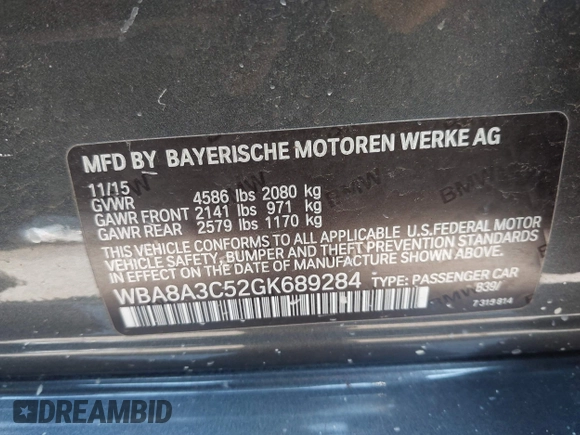 MFD BY BAYERISCHE MOTOREN WERKE AG
11/15
GVWR 4586 lbs 2080 kg
GAWR FRONT 2141 lbs 971 kg
GAWR REAR 2579 lbs 1170 kg
THIS VEHICLE CONFORMS TO ALL APPLICABLE U.S.FEDERAL MOTOR
VEHICLE SAFETY, BUMPER AND THEFT PREVENTION STANDARDS
IN EFFECT ON THE DATE OF MANUFACTURE SHOWN ABOVE.
WBA8A3C52GK689284 TYPE: PASSENGER CAR
839/
7319814
DREAMBID